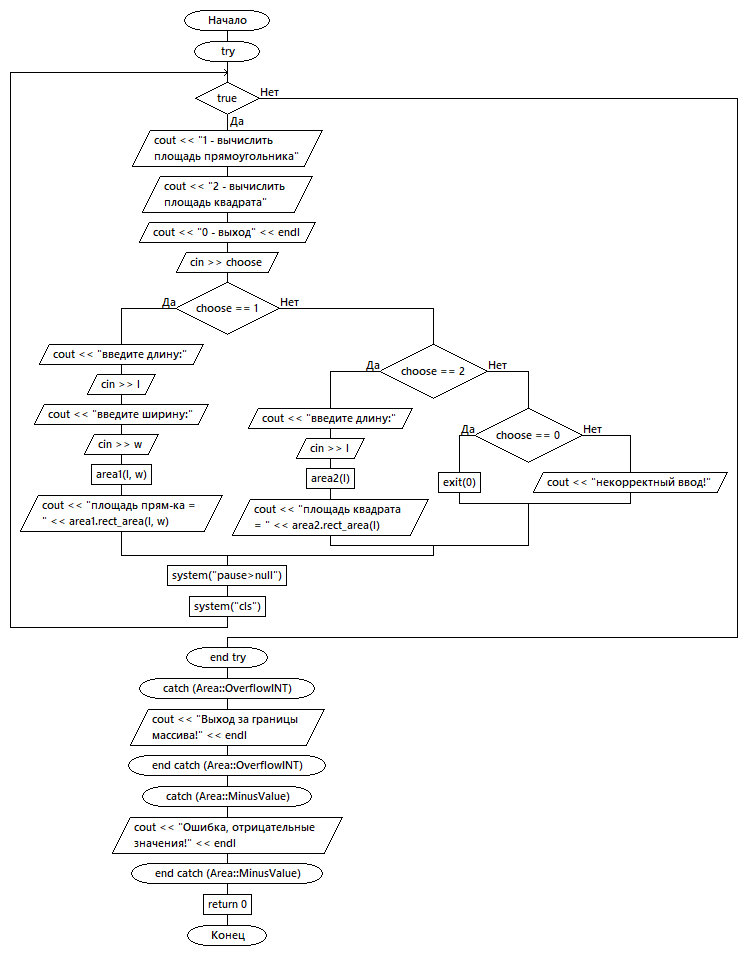 Начало
try
true
Нет
Да
cout << "1 - вычислить
площадь прямоугольника"
cout << "2 - вычислить
площадь квадрата"
cout << "0 - выход" << endl
cin >> choose
Да
choose == 1
Нет
cout << "введите длину:"
cin >> l
cout << "введите ширину:"
cin >> w
area1(l, w)
cout << "площадь прям-ка =
" << area1.rect_area(l, w)
Да
choose == 2
Нет
cout << "введите длину:"
cin >> l
area2(l)
cout << "площадь квадрата
= " << area2.rect_area(l)
Да
choose == 0
Нет
exit(0)
cout << "некорректный ввод!"
system("pause>null")
system("cls")
end try
catch (Area::OverflowINT)
cout << "Выход за границы
массива!" << endl
end catch (Area::OverflowINT)
catch (Area::MinusValue)
cout << "Ошибка, отрицательные
значения!" << endl
end catch (Area::MinusValue)
return 0
Конец